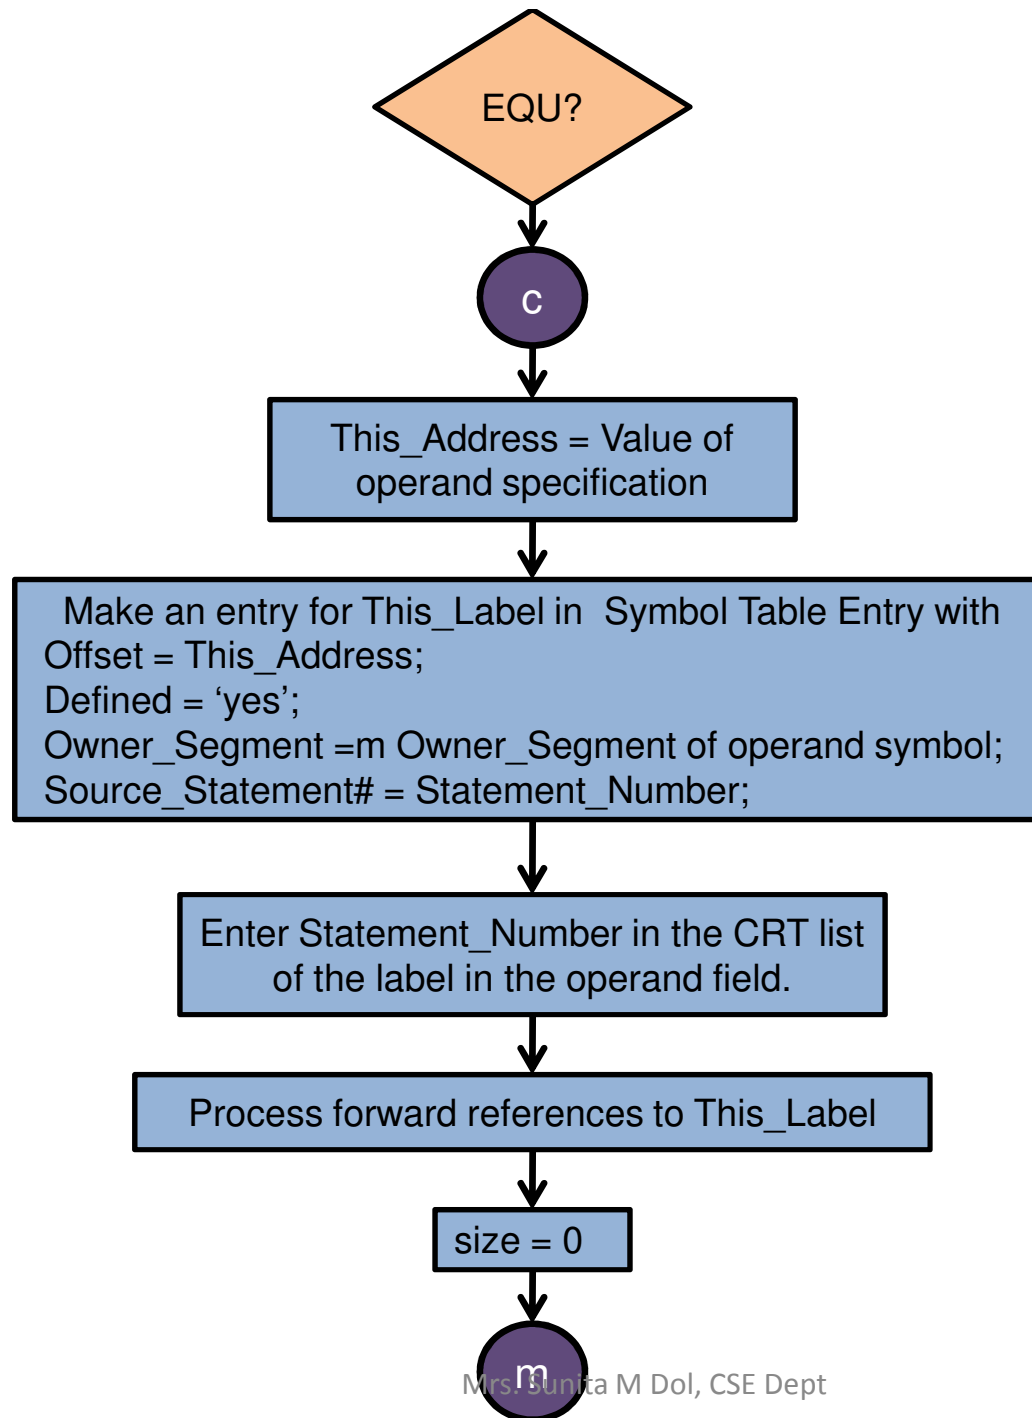 EQU?
c
This_Address = Value of
operand specification
Make an entry for This_Label in Symbol Table Entry with
Offset = This_Address;
Defined = ‘yes’;
Owner_Segment =m Owner_Segment of operand symbol;
Source_Statement# = Statement_Number;
Enter Statement_Number in the CRT list
of the label in the operand field.
Process forward references to This_Label
size = 0
m
Mrs. Sunita M Dol, CSE Dept